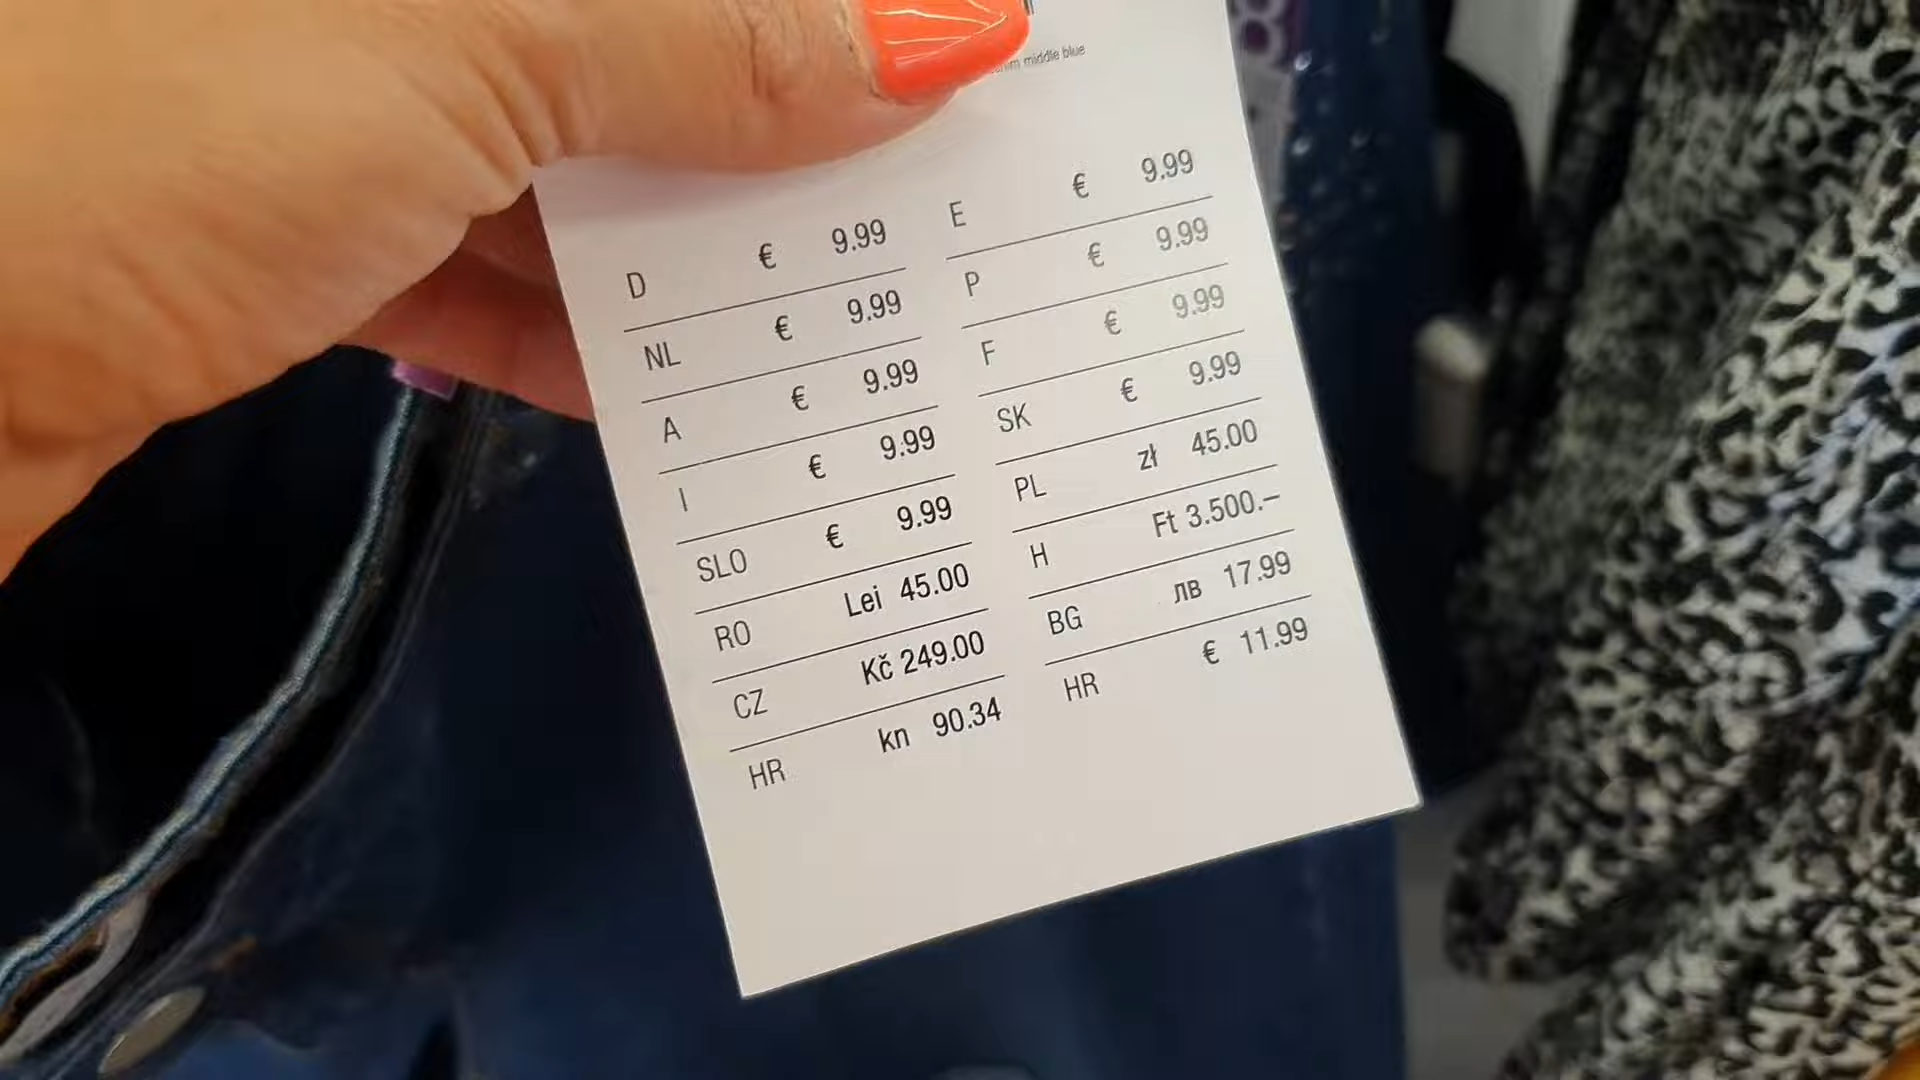 middle blue
D € 9.99
NL € 9.99
A € 9.99
I € 9.99
SLO € 9.99
RO Lei 45.00
CZ Kč 249.00
HR kn 90.34
E € 9.99
P € 9.99
F € 9.99
SK € 9.99
PL zł 45.00
H Ft 3.500.–
BG лв 17.99
HR € 11.99